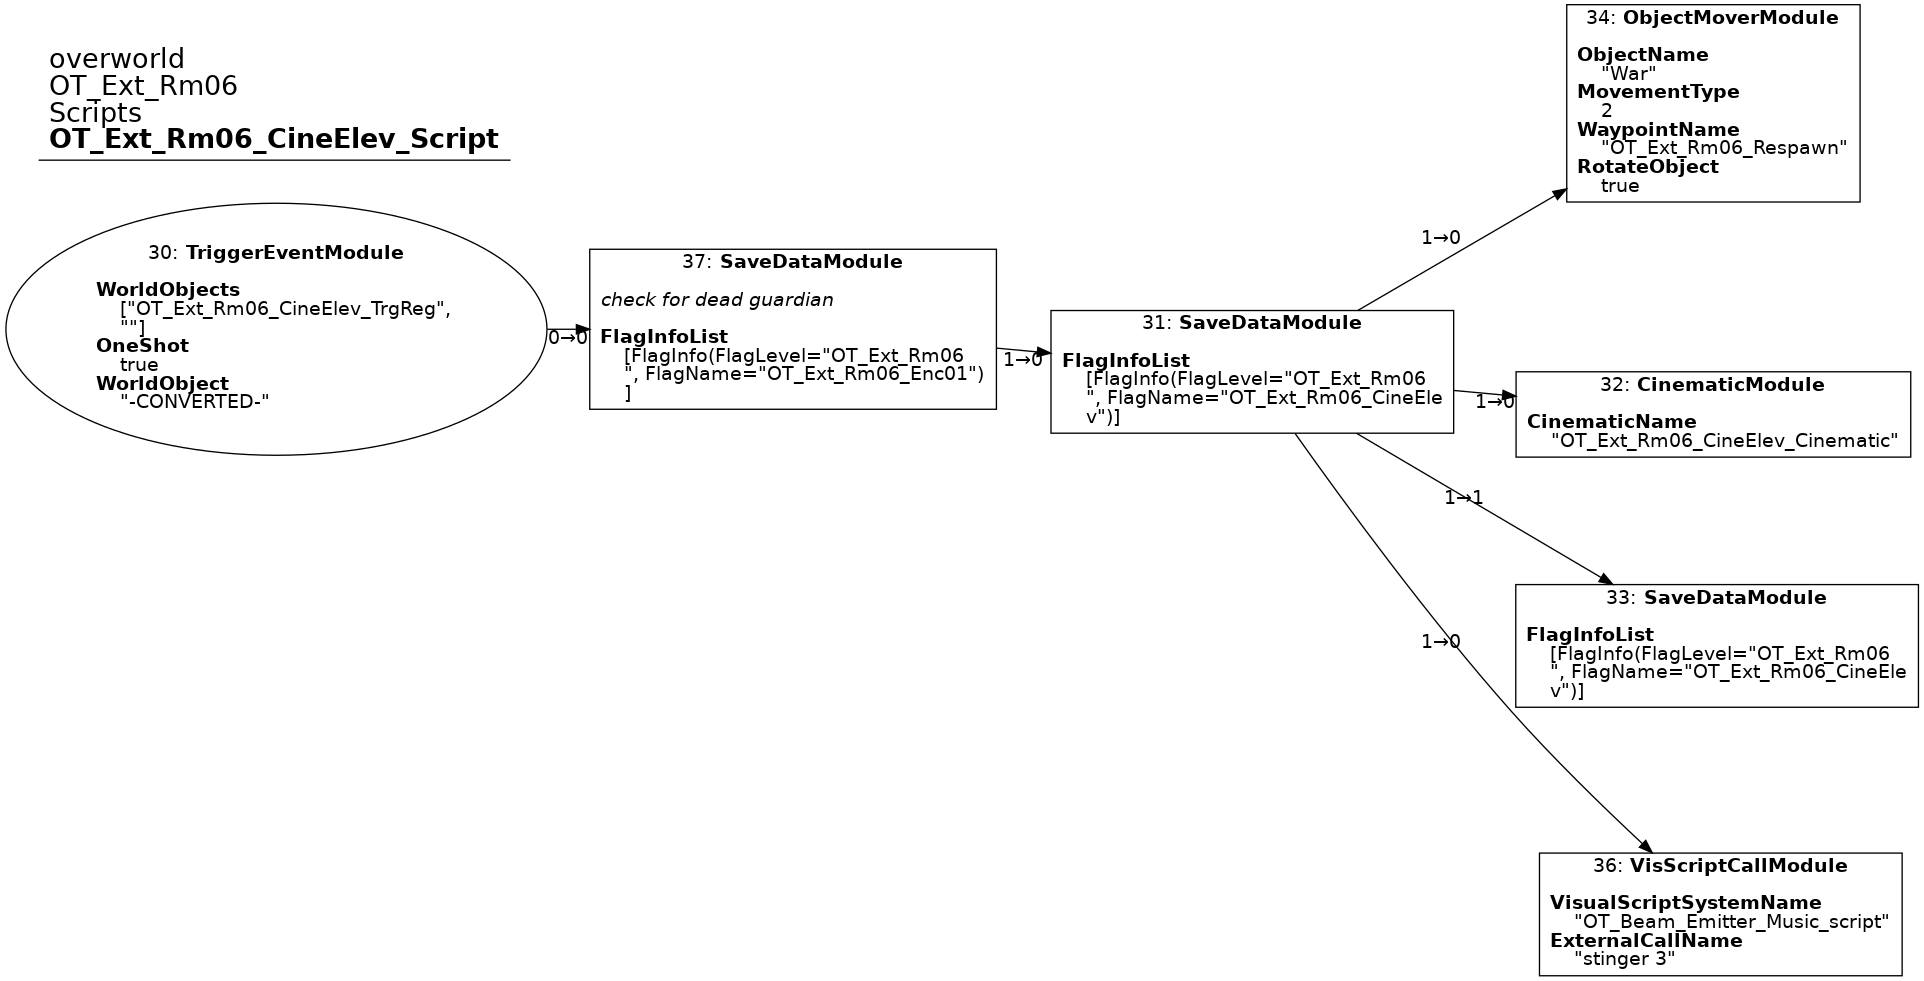 overworld
OT_Ext_Rm06
Scripts
OT_Ext_Rm06_CineElev_Script
30: TriggerEventModule
WorldObjects
["OT_Ext_Rm06_CineElev_TrgReg",
""]
OneShot
true
WorldObject
"-CONVERTED-"
0→0
37: SaveDataModule
check for dead guardian
FlagInfoList
[FlagInfo(FlagLevel="OT_Ext_Rm06
", FlagName="OT_Ext_Rm06_Enc01")
]
1→0
31: SaveDataModule
FlagInfoList
[FlagInfo(FlagLevel="OT_Ext_Rm06
", FlagName="OT_Ext_Rm06_CineEle
v")]
1→0
34: ObjectMoverModule
ObjectName
"War"
MovementType
2
WaypointName
"OT_Ext_Rm06_Respawn"
RotateObject
true
1→0
32: CinematicModule
CinematicName
"OT_Ext_Rm06_CineElev_Cinematic"
1→1
33: SaveDataModule
FlagInfoList
[FlagInfo(FlagLevel="OT_Ext_Rm06
", FlagName="OT_Ext_Rm06_CineEle
v")]
1→0
36: VisScriptCallModule
VisualScriptSystemName
"OT_Beam_Emitter_Music_script"
ExternalCallName
"stinger 3"